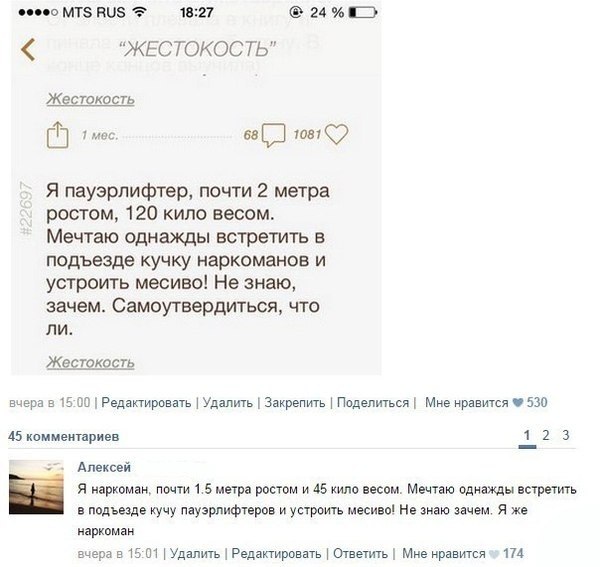 MTS RUS 18:27 24 %
“ЖЕСТОКОСТЬ”
Жестокость
1 мес. 68 1081
#22697
Я пауэрлифтер, почти 2 метра
ростом, 120 кило весом.
Мечтаю однажды встретить в
подъезде кучку наркоманов и
устроить месиво! Не знаю,
зачем. Самоутвердиться, что
ли.
Жестокость
вчера в 15:00 | Редактировать | Удалить | Закрепить | Поделиться | Мне нравится 530
45 комментариев 1 2 3
Алексей
Я наркоман, почти 1.5 метра ростом и 45 кило весом. Мечтаю однажды встретить
в подъезде кучу пауэрлифтеров и устроить месиво! Не знаю зачем. Я же
наркоман
вчера в 15:01 | Удалить | Редактировать | Ответить | Мне нравится 174